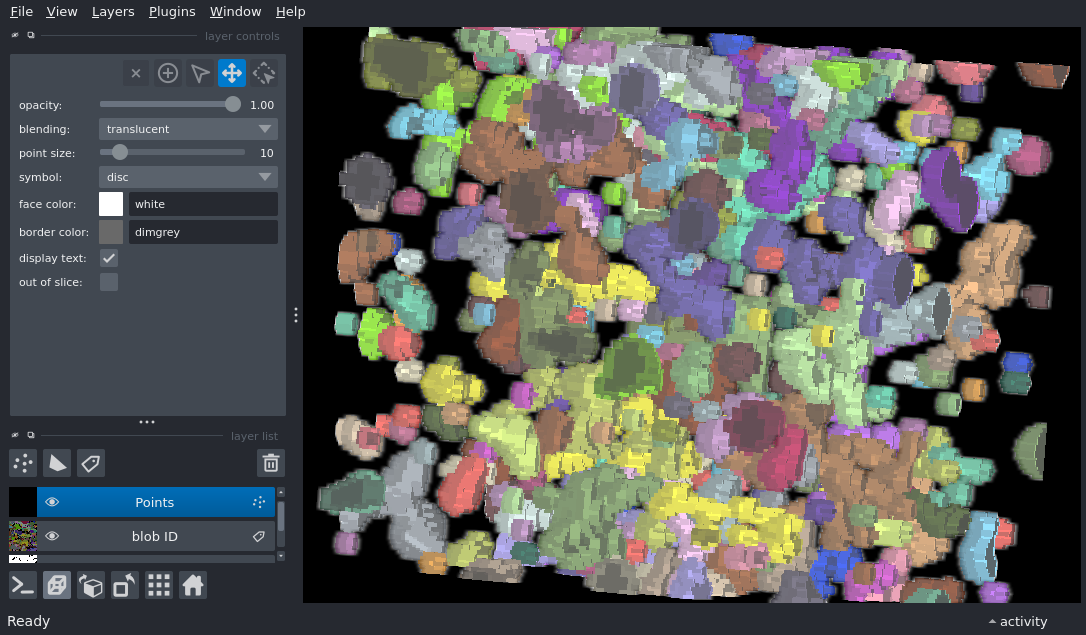 File View Layers Plugins Window Help
layer controls
opacity: 1.00
blending: translucent
point size: 10
symbol: disc
face color: white
border color: dimgrey
display text:
out of slice:
layer list
Points
blob ID
Ready
activity